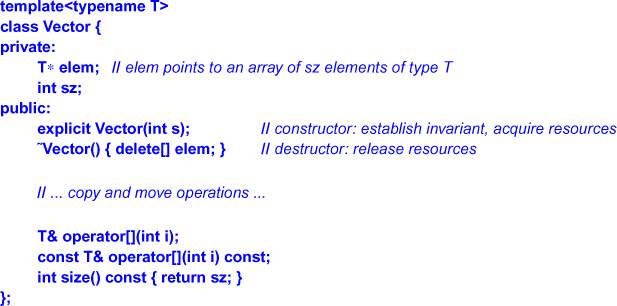 template<typename T>
class Vector {
private:
T∗ elem; // elem points to an array of sz elements of type T
int sz;
public:
explicit Vector(int s); // constructor: establish invariant, acquire resources
~Vector() { delete[] elem; } // destructor: release resources
// ... copy and move operations ...
T& operator[](int i);
const T& operator[](int i) const;
int size() const { return sz; }
};